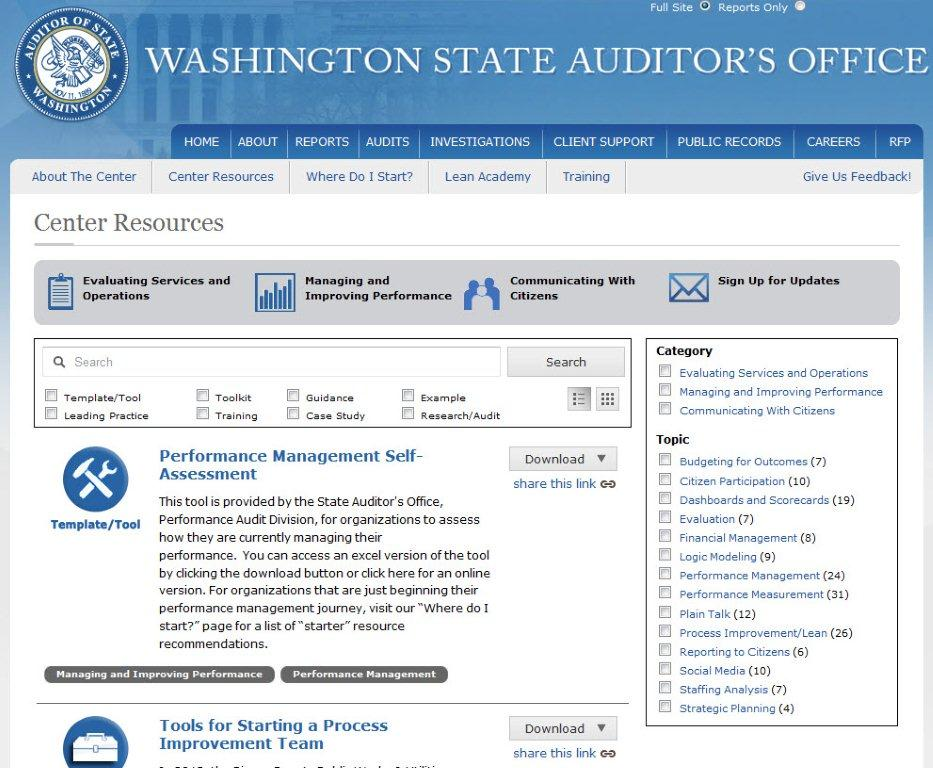 Full Site Reports Only
AUDITOR OF STATE
NOV 11, 1889
WASHINGTON
WASHINGTON STATE AUDITOR'S OFFICE
HOME ABOUT REPORTS AUDITS INVESTIGATIONS CLIENT SUPPORT PUBLIC RECORDS CAREERS RFP
About The Center Center Resources Where Do I Start? Lean Academy Training Give Us Feedback!
Center Resources
Evaluating Services and
Operations
Managing and
Improving Performance
Communicating With
Citizens
Sign Up for Updates
Search Search
Template/Tool Toolkit Guidance Example
Leading Practice Training Case Study Research/Audit
Template/Tool
Performance Management Self-
Assessment
This tool is provided by the State Auditor's Office,
Performance Audit Division, for organizations to assess
how they are currently managing their
performance. You can access an excel version of the tool
by clicking the download button or click here for an online
version. For organizations that are just beginning their
performance management journey, visit our “Where do I
start?” page for a list of “starter” resource
recommendations.
Download
share this link
Managing and Improving Performance Performance Management
Tools for Starting a Process
Improvement Team
Download
share this link
Category
Evaluating Services and Operations
Managing and Improving Performance
Communicating With Citizens
Topic
Budgeting for Outcomes (7)
Citizen Participation (10)
Dashboards and Scorecards (19)
Evaluation (7)
Financial Management (8)
Logic Modeling (9)
Performance Management (24)
Performance Measurement (31)
Plain Talk (12)
Process Improvement/Lean (26)
Reporting to Citizens (6)
Social Media (10)
Staffing Analysis (7)
Strategic Planning (4)